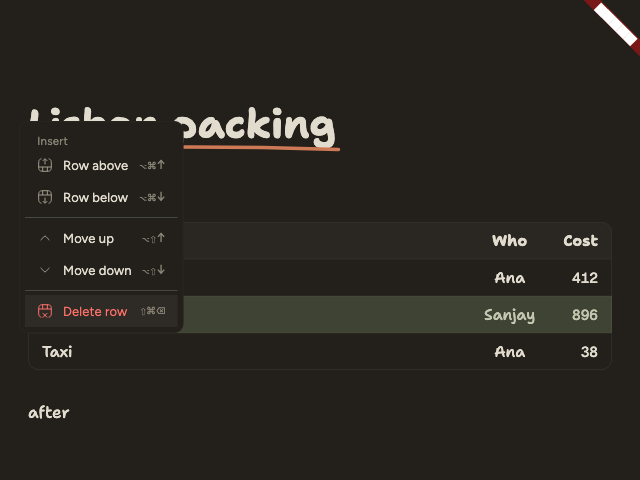 packing
Insert
Row above ⌥⌘↑
Row below ⌥⌘↓
Move up ⌥⇧↑
Move down ⌥⇧↓
Delete row ⇧⌘⌫
Who Cost
Ana 412
Sanjay 896
Taxi Ana 38
after